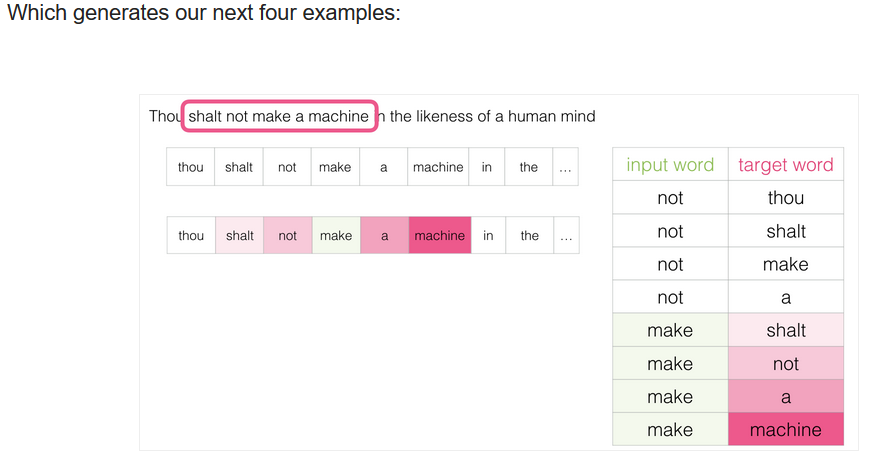 Which generates our next four examples:
Thou shalt not make a machine in the likeness of a human mind
thou shalt not make a machine in the ...
thou shalt not make a machine in the ...
input word target word
not thou
not shalt
not make
not a
make shalt
make not
make a
make machine